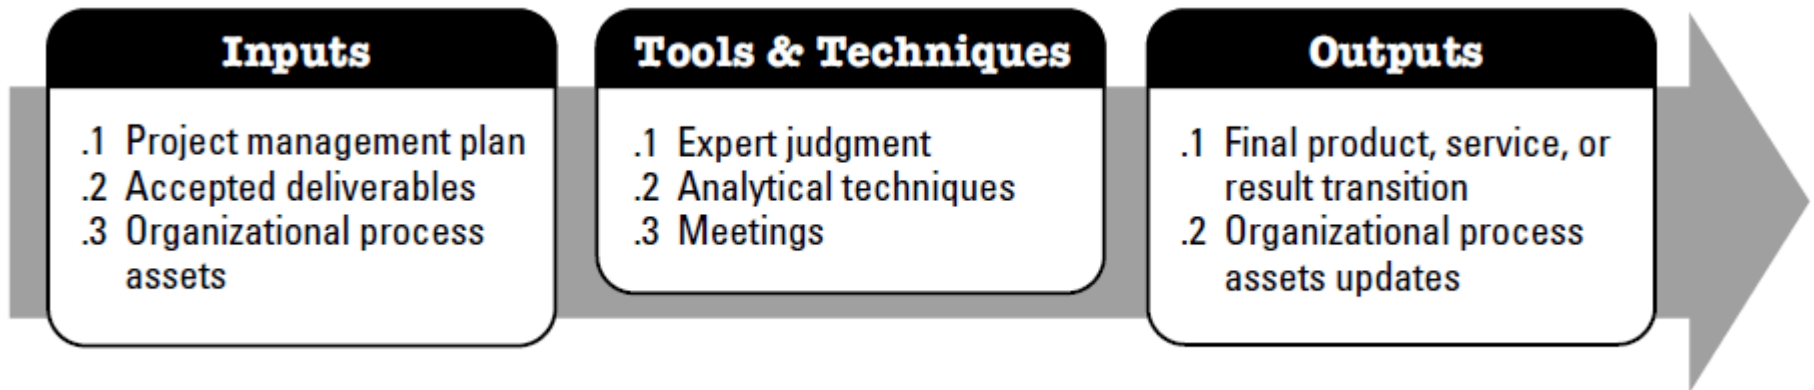 Inputs
.1 Project management plan
.2 Accepted deliverables
.3 Organizational process
assets
Tools & Techniques
.1 Expert judgment
.2 Analytical techniques
.3 Meetings
Outputs
.1 Final product, service, or
result transition
.2 Organizational process
assets updates